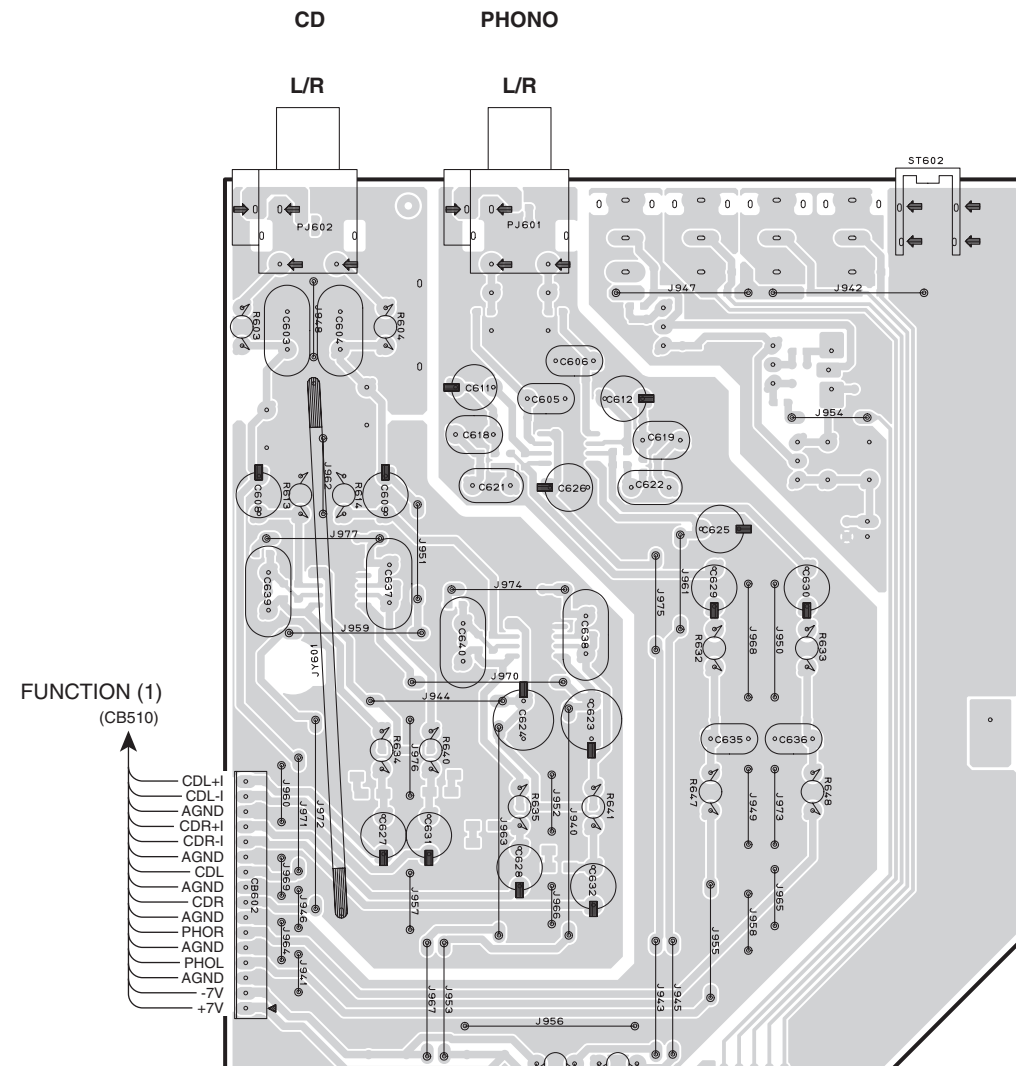 CD PHONO
L/R L/R
ST602
PJ602 PJ601
J947 J942
R603 C603 J948 C604 R604
C606
C611 C605 C612
J954
C618 C619
J962
C621 C626 C622
C608 R613 R614 C609
C625
J977 J951
J961
C639 C637 J974 J975 C629 C630
J959 C640 C638 R632 J968 J950 R633
JY601
J970
FUNCTION (1)
(CB510)
J944
C624 C623
R634 J976 R640
C635 C636
CDL+I
CDL-I
AGND
CDR+I
CDR-I
AGND
CDL
AGND
CDR
AGND
PHOR
AGND
PHOL
AGND
-7V
+7V
CB602
J960 J971 J972
R635 J952 J940 R641
R647 J949 J973 R648
C627 C631 J963
C628 C632
J969 J946 J957 J966
J965 J958
J964 J941 J955
J967 J953 J943 J945
J956